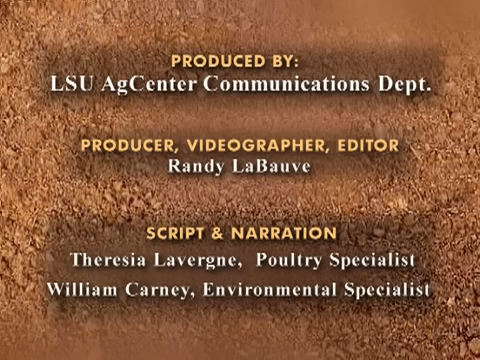 PRODUCED BY:
LSU AgCenter Communications Dept.
PRODUCER, VIDEOGRAPHER, EDITOR
Randy LaBauve
SCRIPT & NARRATION
Theresia Lavergne, Poultry Specialist
William Carney, Environmental Specialist